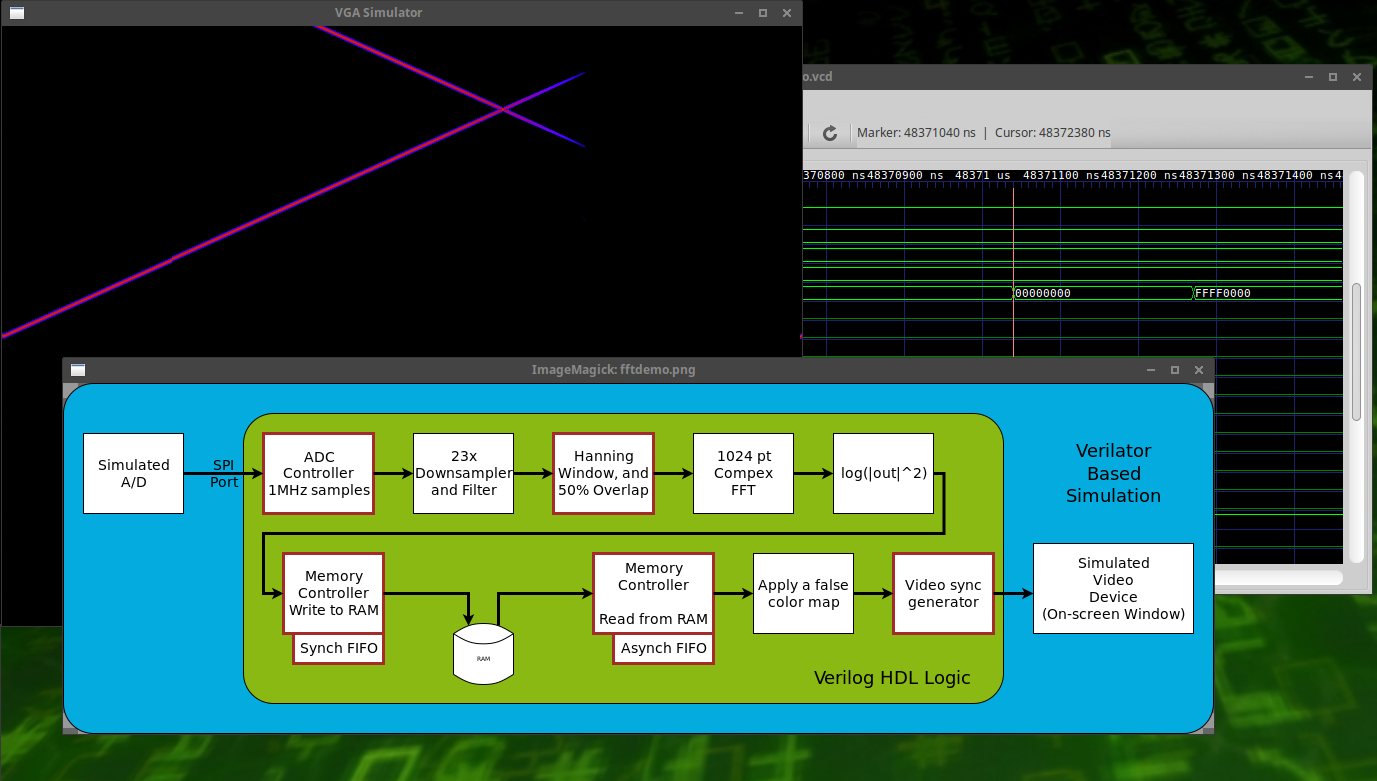 VGA Simulator
o.vcd
Marker: 48371040 ns | Cursor: 48372380 ns
370800 ns 48370900 ns 48371 us 48371100 ns 48371200 ns 48371300 ns 48371400 ns 4
00000000 FFFF0000
ImageMagick: fftdemo.png
Simulated
A/D
SPI
Port
ADC
Controller
1MHz samples
23x
Downsampler
and Filter
Hanning
Window, and
50% Overlap
1024 pt
Compex
FFT
log(|out|^2)
Verilator
Based
Simulation
Memory
Controller
Write to RAM
Synch FIFO
RAM
Memory
Controller
Read from RAM
Asynch FIFO
Apply a false
color map
Video sync
generator
Simulated
Video
Device
(On-screen Window)
Verilog HDL Logic